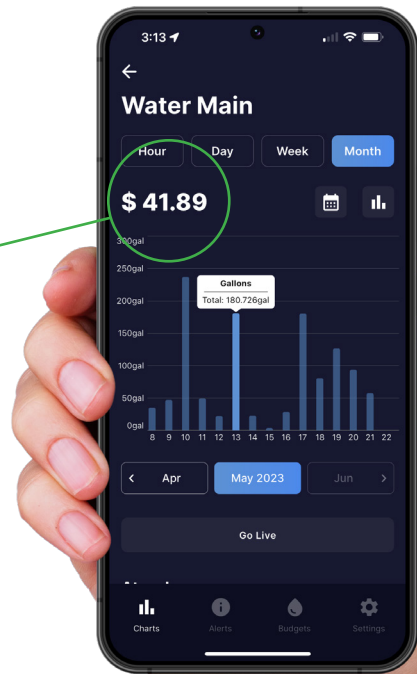 3:13
Water Main
Hour Day Week Month
$ 41.89
300gal
250gal
Gallons
Total: 180.726gal
200gal
150gal
100gal
50gal
0gal
8 9 10 11 12 13 14 15 16 17 18 19 20 21 22
Apr May 2023 Jun
Go Live
Charts Alerts Budgets Settings